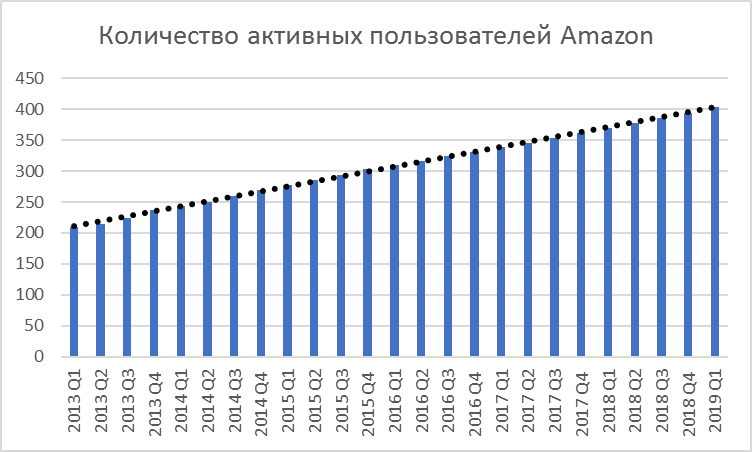 Количество активных пользователей Amazon
450
400
350
300
250
200
150
100
50
0
2013 Q1
2013 Q2
2013 Q3
2013 Q4
2014 Q1
2014 Q2
2014 Q3
2014 Q4
2015 Q1
2015 Q2
2015 Q3
2015 Q4
2016 Q1
2016 Q2
2016 Q3
2016 Q4
2017 Q1
2017 Q2
2017 Q3
2017 Q4
2018 Q1
2018 Q2
2018 Q3
2018 Q4
2019 Q1